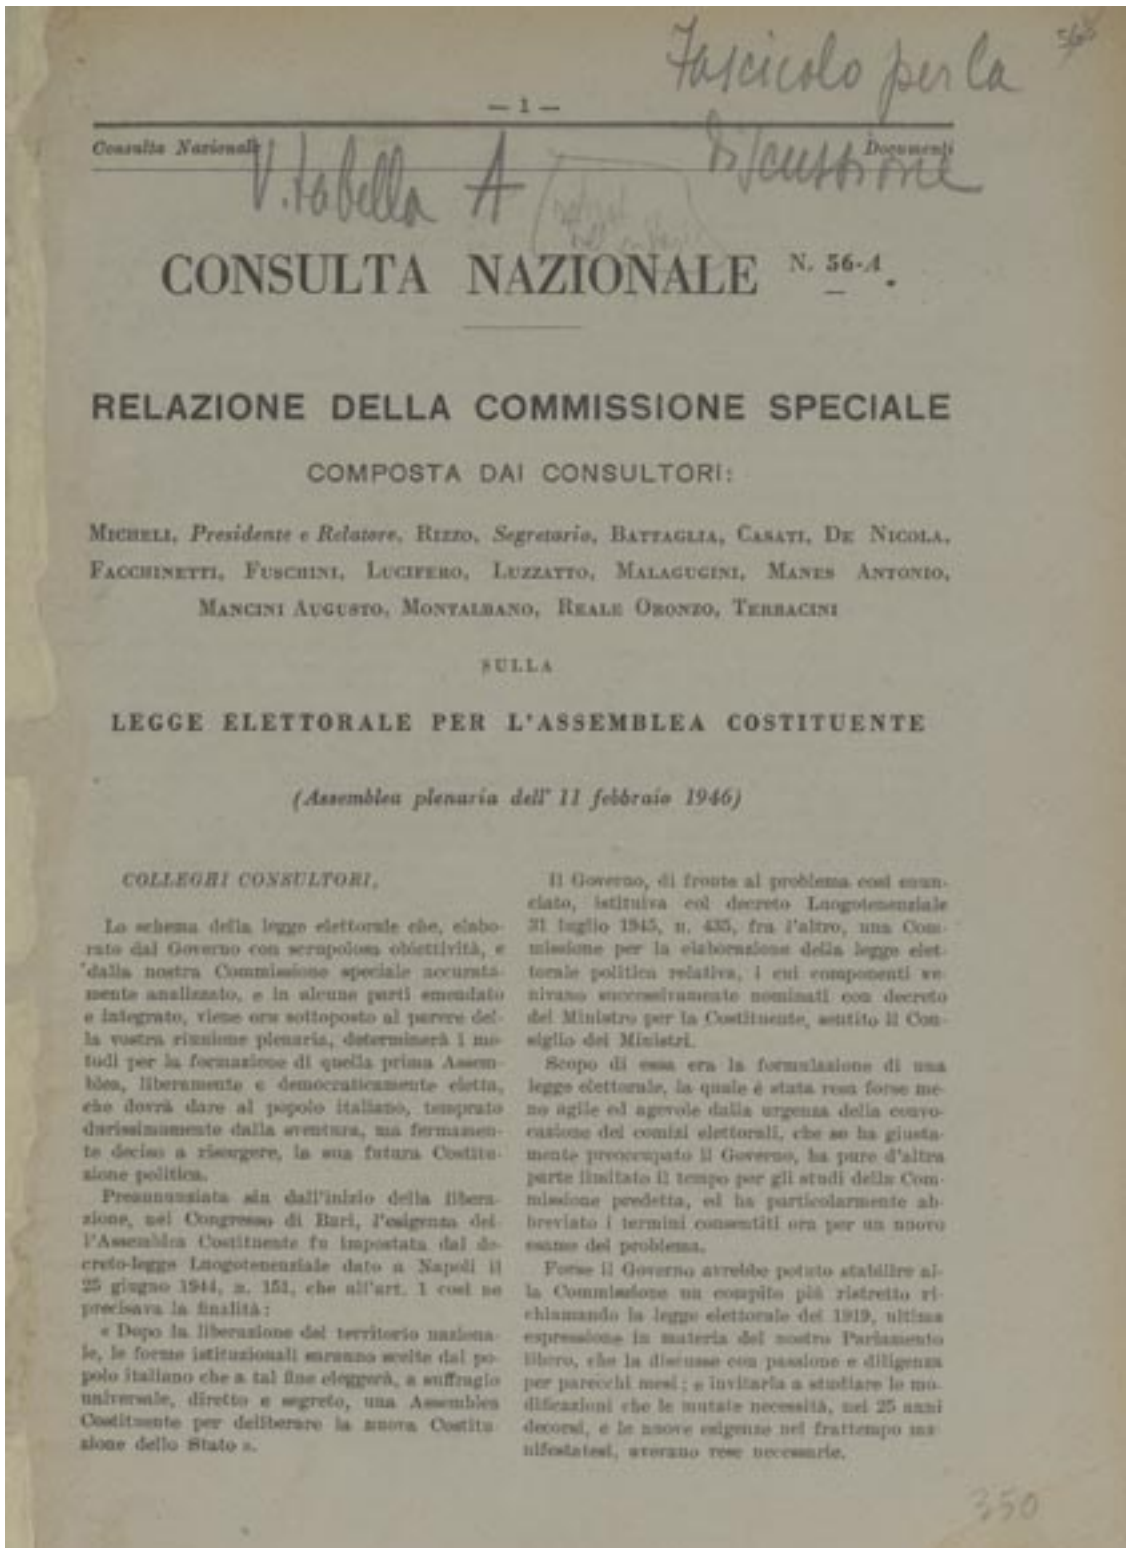 Fascicolo per la
discussione
— 1 —
Consulta Nazionale
Documenti
V. tabella A
CONSULTA NAZIONALE N. 56-A.
RELAZIONE DELLA COMMISSIONE SPECIALE
COMPOSTA DAI CONSULTORI:
MICHELI, Presidente e Relatore, RIZZO, Segretario, BATTAGLIA, CASATI, DE NICOLA,
FACCHINETTI, FUSCHINI, LUCIFERO, LUZZATTO, MALAGUGINI, MANES ANTONIO,
MANCINI AUGUSTO, MONTALBANO, REALE ORONZO, TERRACINI
SULLA
LEGGE ELETTORALE PER L'ASSEMBLEA COSTITUENTE
(Assemblea plenaria dell' 11 febbraio 1946)
COLLEGHI CONSULTORI,
Lo schema della legge elettorale che, elabo-
rato dal Governo con scrupolosa obiettività, e
dalla nostra Commissione speciale accurata-
mente analizzato, e in alcune parti emendato
e integrato, viene ora sottoposto al parere del-
la vostra riunione plenaria, determinerà i mo-
tudi per la formazione di quella prima Assem-
blea, liberamente e democraticamente eletta,
che dovrà dare al popolo italiano, temprato
durissimamente dalla sventura, ma fermamen-
te deciso a risorgere, la sua futura Costitu-
zione politica.
Preannunziata sin dall'inizio della libera-
zione, nel Congresso di Bari, l'esigenza del-
l'Assemblea Costituente fu impostata dal de-
creto-legge Luogotenenziale dato a Napoli il
25 giugno 1944, n. 151, che all'art. 1 così ne
precisava la finalità:
« Dopo la liberazione del territorio naziona-
le, le forme istituzionali saranno scelte dal po-
polo italiano che a tal fine eleggerà, a suffragio
universale, diretto e segreto, una Assemblea
Costituente per deliberare la nuova Costitu-
zione dello Stato ».
Il Governo, di fronte al problema così enun-
ciato, istituiva col decreto Luogotenenziale
31 luglio 1945, n. 435, fra l'altro, una Com-
missione per la elaborazione della legge elet-
torale politica relativa, i cui componenti ve-
nivano successivamente nominati con decreto
del Ministro per la Costituente, sentito il Con-
siglio dei Ministri.
Scopo di essa era la formulazione di una
legge elettorale, la quale è stata resa forse me-
no agile ed agevole dalla urgenza della convo-
cazione dei comizi elettorali, che se ha giusta-
mente preoccupato il Governo, ha pure d'altra
parte limitato il tempo per gli studi della Com-
missione predetta, ed ha particolarmente ab-
breviato i termini consentiti ora per un nuovo
esame del problema.
Forse il Governo avrebbe potuto stabilire al-
la Commissione un compito più ristretto ri-
chiamando la legge elettorale del 1919, ultima
espressione in materia del nostro Parlamento
libero, che la discusse con passione e diligenza
per parecchi mesi; e invitarla a studiare le mo-
dificazioni che le mutate necessità, nei 25 anni
decorsi, e le nuove esigenze nel frattempo ma-
nifestatesi, avevano rese necessarie.
350